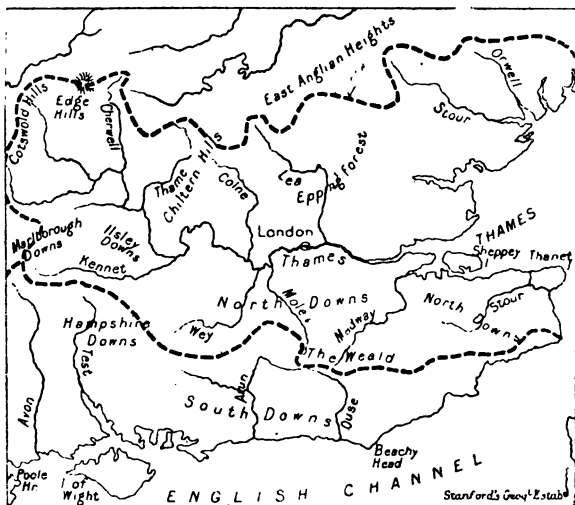 East Anglian Heights
Orwell
Stour
Cotswold Hills
Edge
Hills
Cherwell
Thame
Chiltern Hills
Colne
Lea
Epping Forest
London
Thames
THAMES
Sheppey
Thanet
Marlborough
Downs
Ilsley
Downs
Kennet
North Downs
Mole
Medway
North Downs
Stour
Hampshire
Downs
Wey
The Weald
Test
Avon
Arun
South Downs
Ouse
Beachy
Head
Poole
Hr.
I. of
Wight
ENGLISH CHANNEL
Stanford's Geogl. Estab.